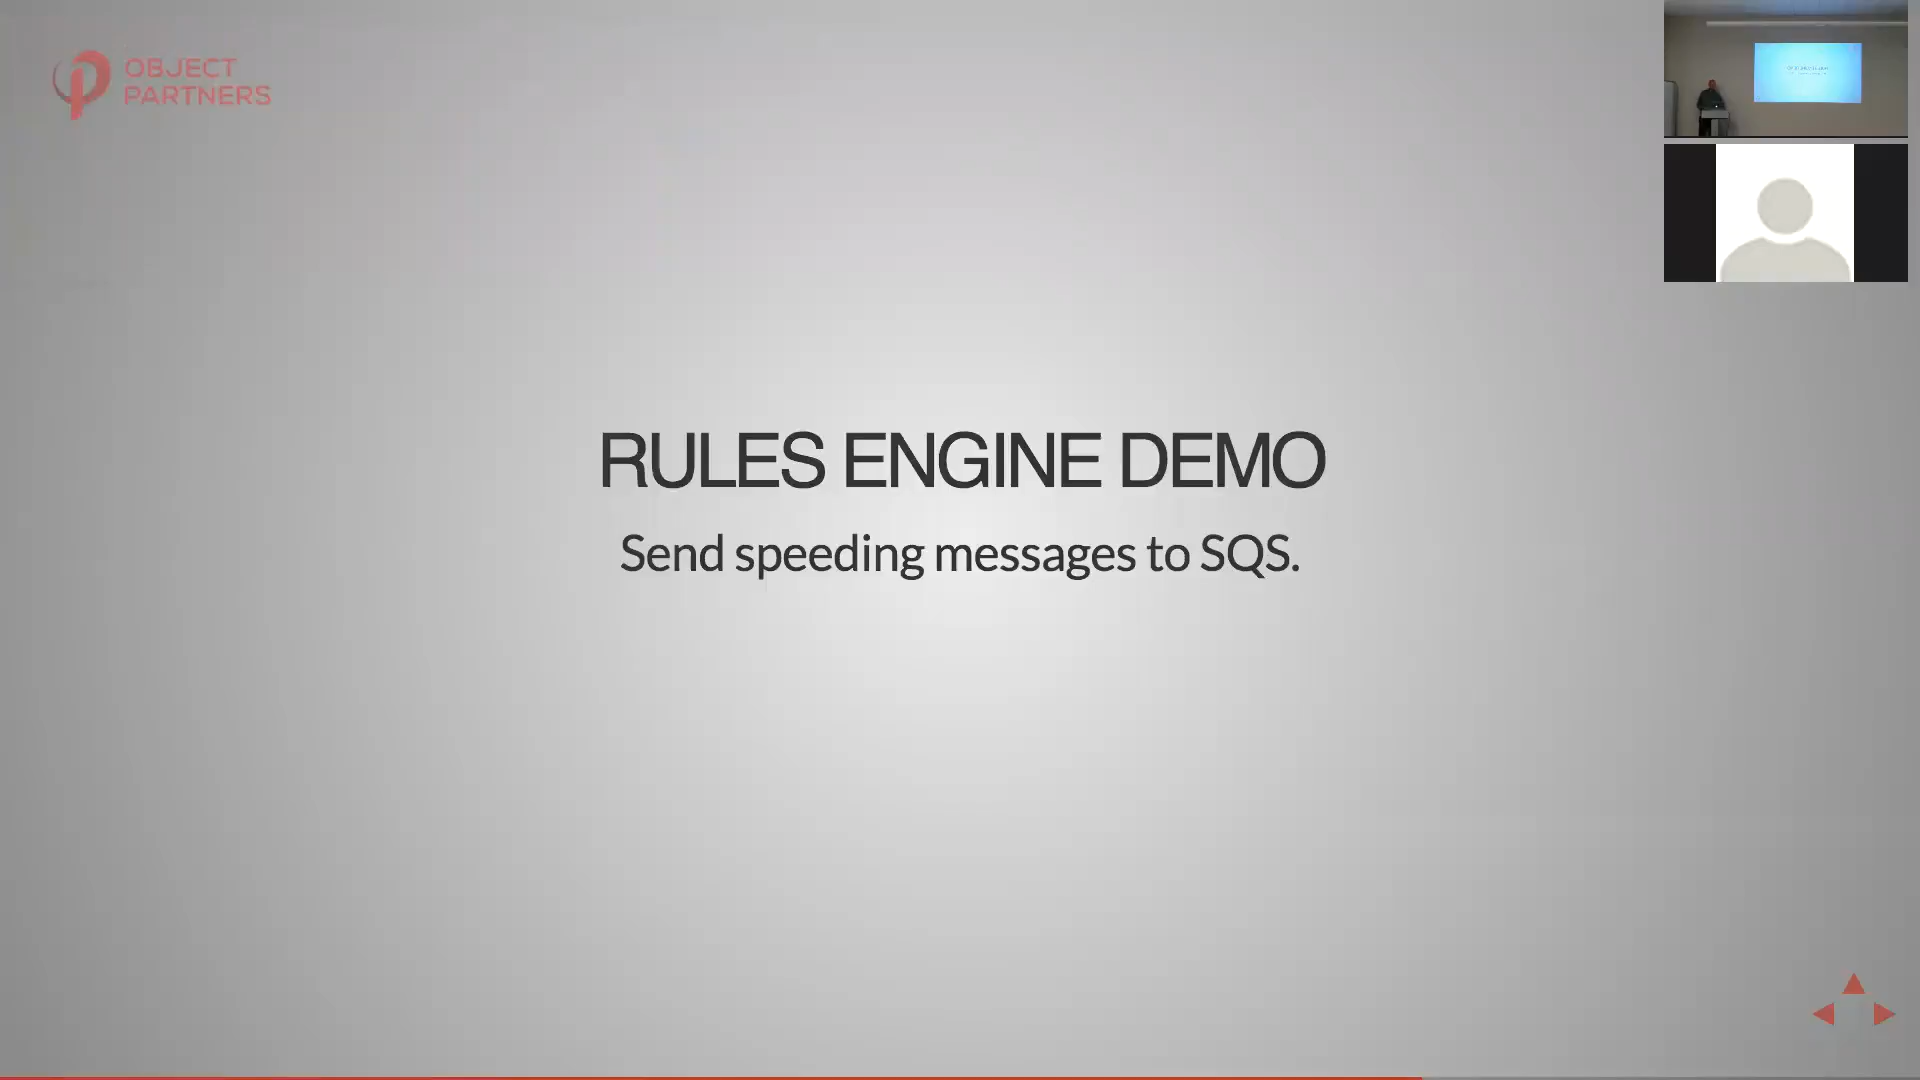 OBJECT
PARTNERS
RULES ENGINE DEMO
Send speeding messages to SQS.